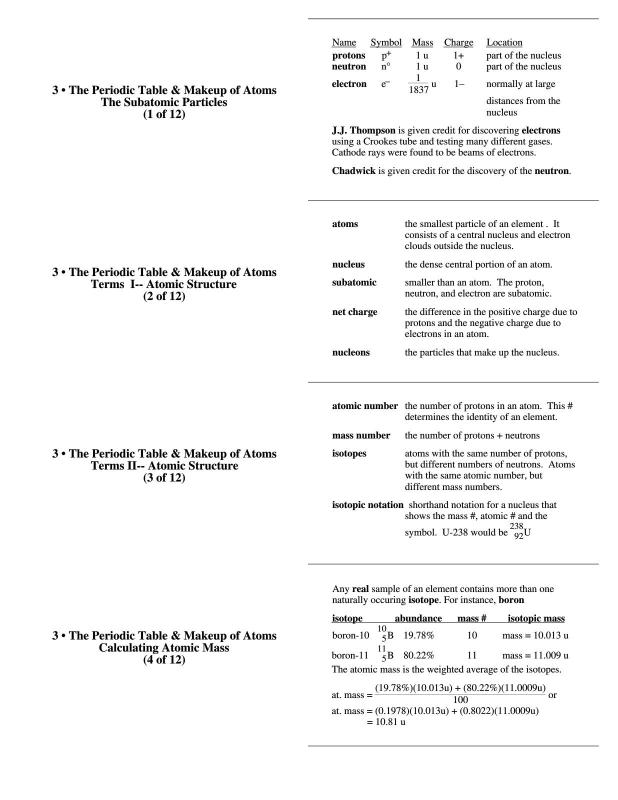 3 • The Periodic Table & Makeup of Atoms
The Subatomic Particles
(1 of 12)
Name Symbol Mass Charge Location
protons p⁺ 1 u 1+ part of the nucleus
neutron n° 1 u 0 part of the nucleus
electron e⁻ 1/1837 u 1– normally at large
distances from the
nucleus
J.J. Thompson is given credit for discovering electrons
using a Crookes tube and testing many different gases.
Cathode rays were found to be beams of electrons.
Chadwick is given credit for the discovery of the neutron.
3 • The Periodic Table & Makeup of Atoms
Terms I-- Atomic Structure
(2 of 12)
atoms the smallest particle of an element . It
consists of a central nucleus and electron
clouds outside the nucleus.
nucleus the dense central portion of an atom.
subatomic smaller than an atom. The proton,
neutron, and electron are subatomic.
net charge the difference in the positive charge due to
protons and the negative charge due to
electrons in an atom.
nucleons the particles that make up the nucleus.
3 • The Periodic Table & Makeup of Atoms
Terms II-- Atomic Structure
(3 of 12)
atomic number the number of protons in an atom. This #
determines the identity of an element.
mass number the number of protons + neutrons
isotopes atoms with the same number of protons,
but different numbers of neutrons. Atoms
with the same atomic number, but
different mass numbers.
isotopic notation shorthand notation for a nucleus that
shows the mass #, atomic # and the
symbol. U-238 would be ²³⁸₉₂U
3 • The Periodic Table & Makeup of Atoms
Calculating Atomic Mass
(4 of 12)
Any real sample of an element contains more than one
naturally occuring isotope. For instance, boron
isotope abundance mass # isotopic mass
boron-10 ¹⁰₅B 19.78% 10 mass = 10.013 u
boron-11 ¹¹₅B 80.22% 11 mass = 11.009 u
The atomic mass is the weighted average of the isotopes.
at. mass = (19.78%)(10.013u) + (80.22%)(11.0009u)/100 or
at. mass = (0.1978)(10.013u) + (0.8022)(11.0009u)
= 10.81 u